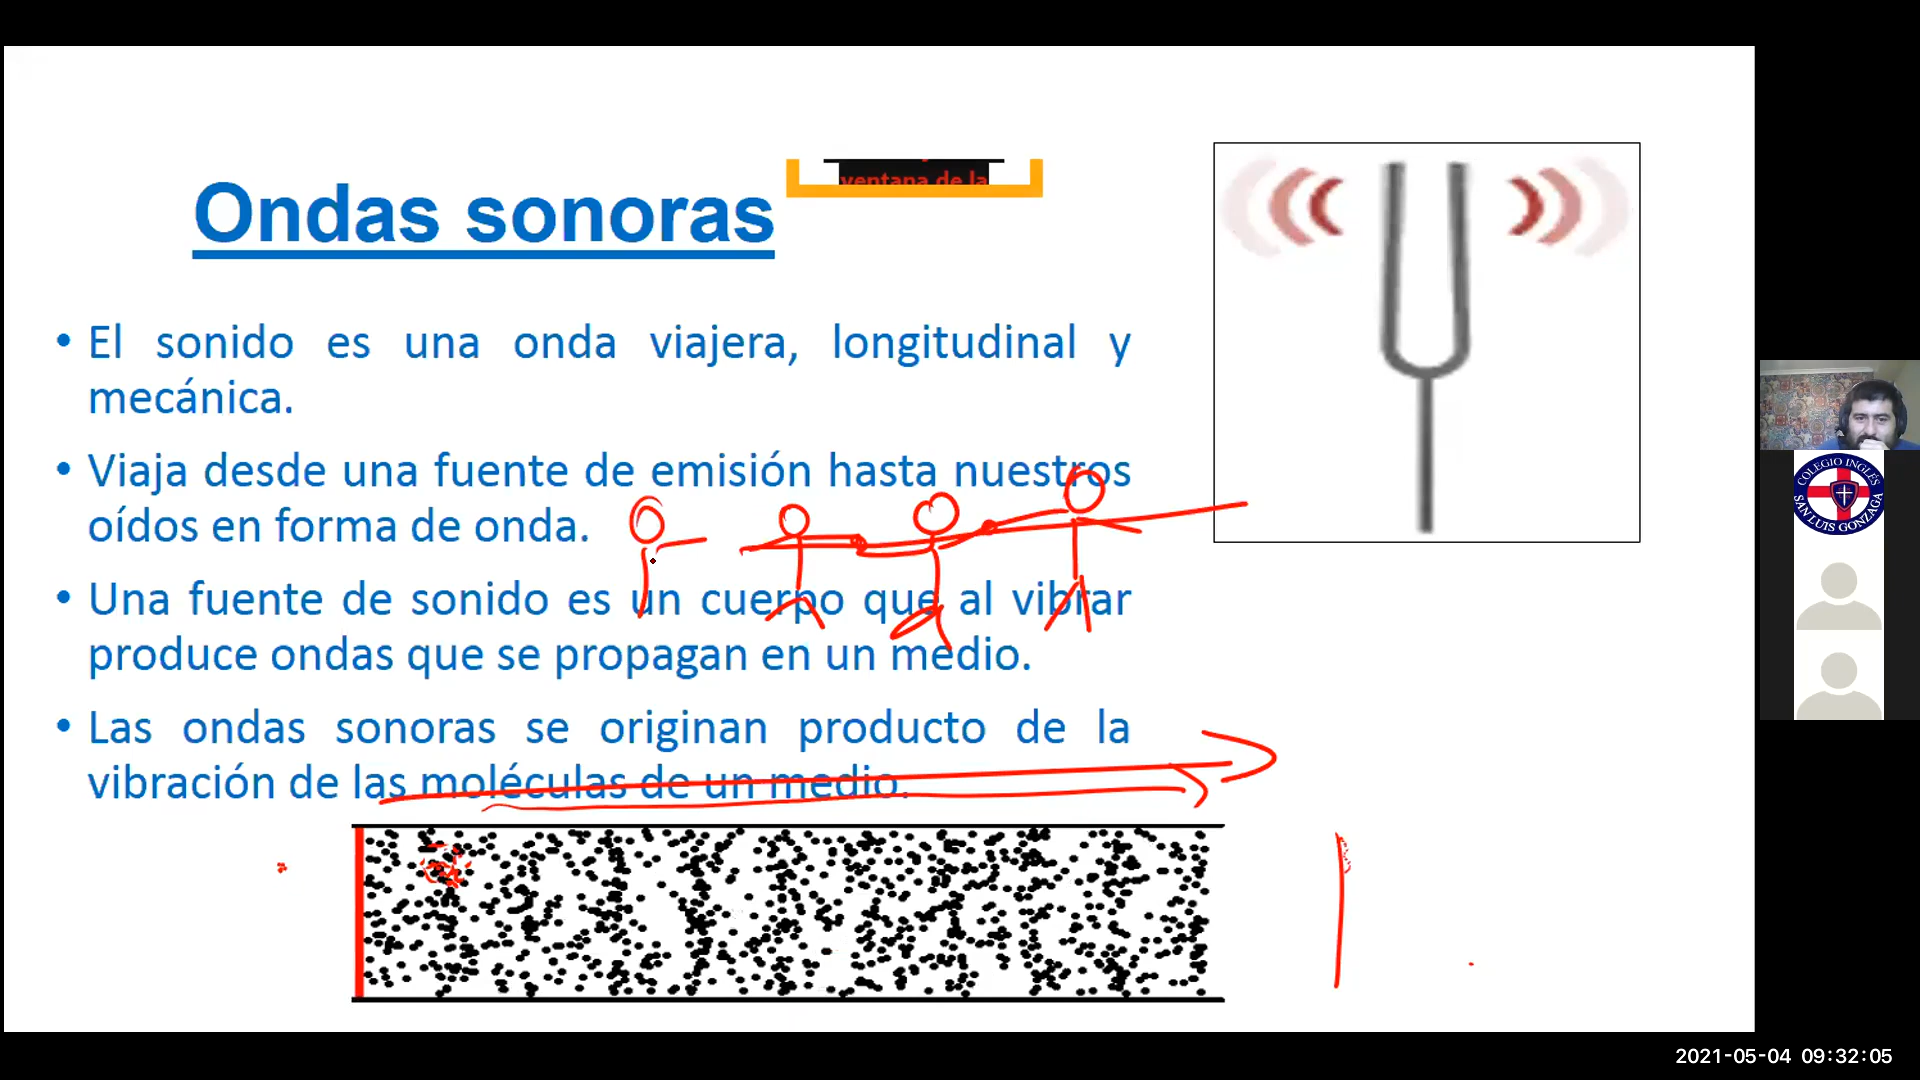 ventana de la
Ondas sonoras
• El sonido es una onda viajera, longitudinal y
mecánica.
• Viaja desde una fuente de emisión hasta nuestros
oídos en forma de onda.
• Una fuente de sonido es un cuerpo que al vibrar
produce ondas que se propagan en un medio.
• Las ondas sonoras se originan producto de la
vibración de las moléculas de un medio.
COLEGIO INGLÉS
SAN LUIS GONZAGA
2021-05-04 09:32:05